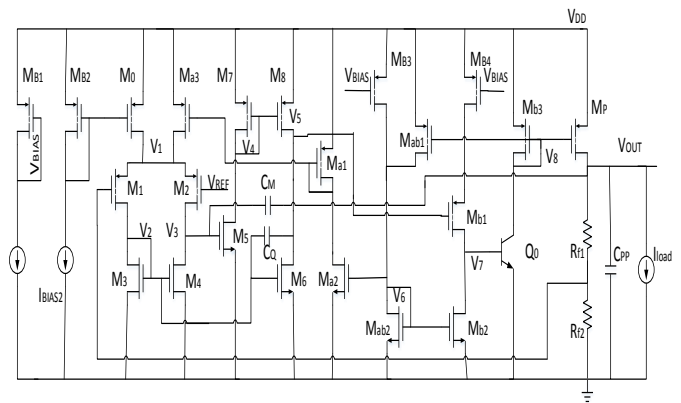 VDD
MB1
MB2
M0
Ma3
M7
M8
MB3
MB4
VBIAS
VBIAS
Mb3
MP
Iload
VBIAS
V1
V4
V5
Mab1
V8
VOUT
Ma1
M1
M2
VREF
CM
Mb1
V2
V3
M5
CQ
V7
Q0
Rf1
CPP
IBIAS2
M3
M4
M6
Ma2
V6
Mab2
Mb2
Rf2